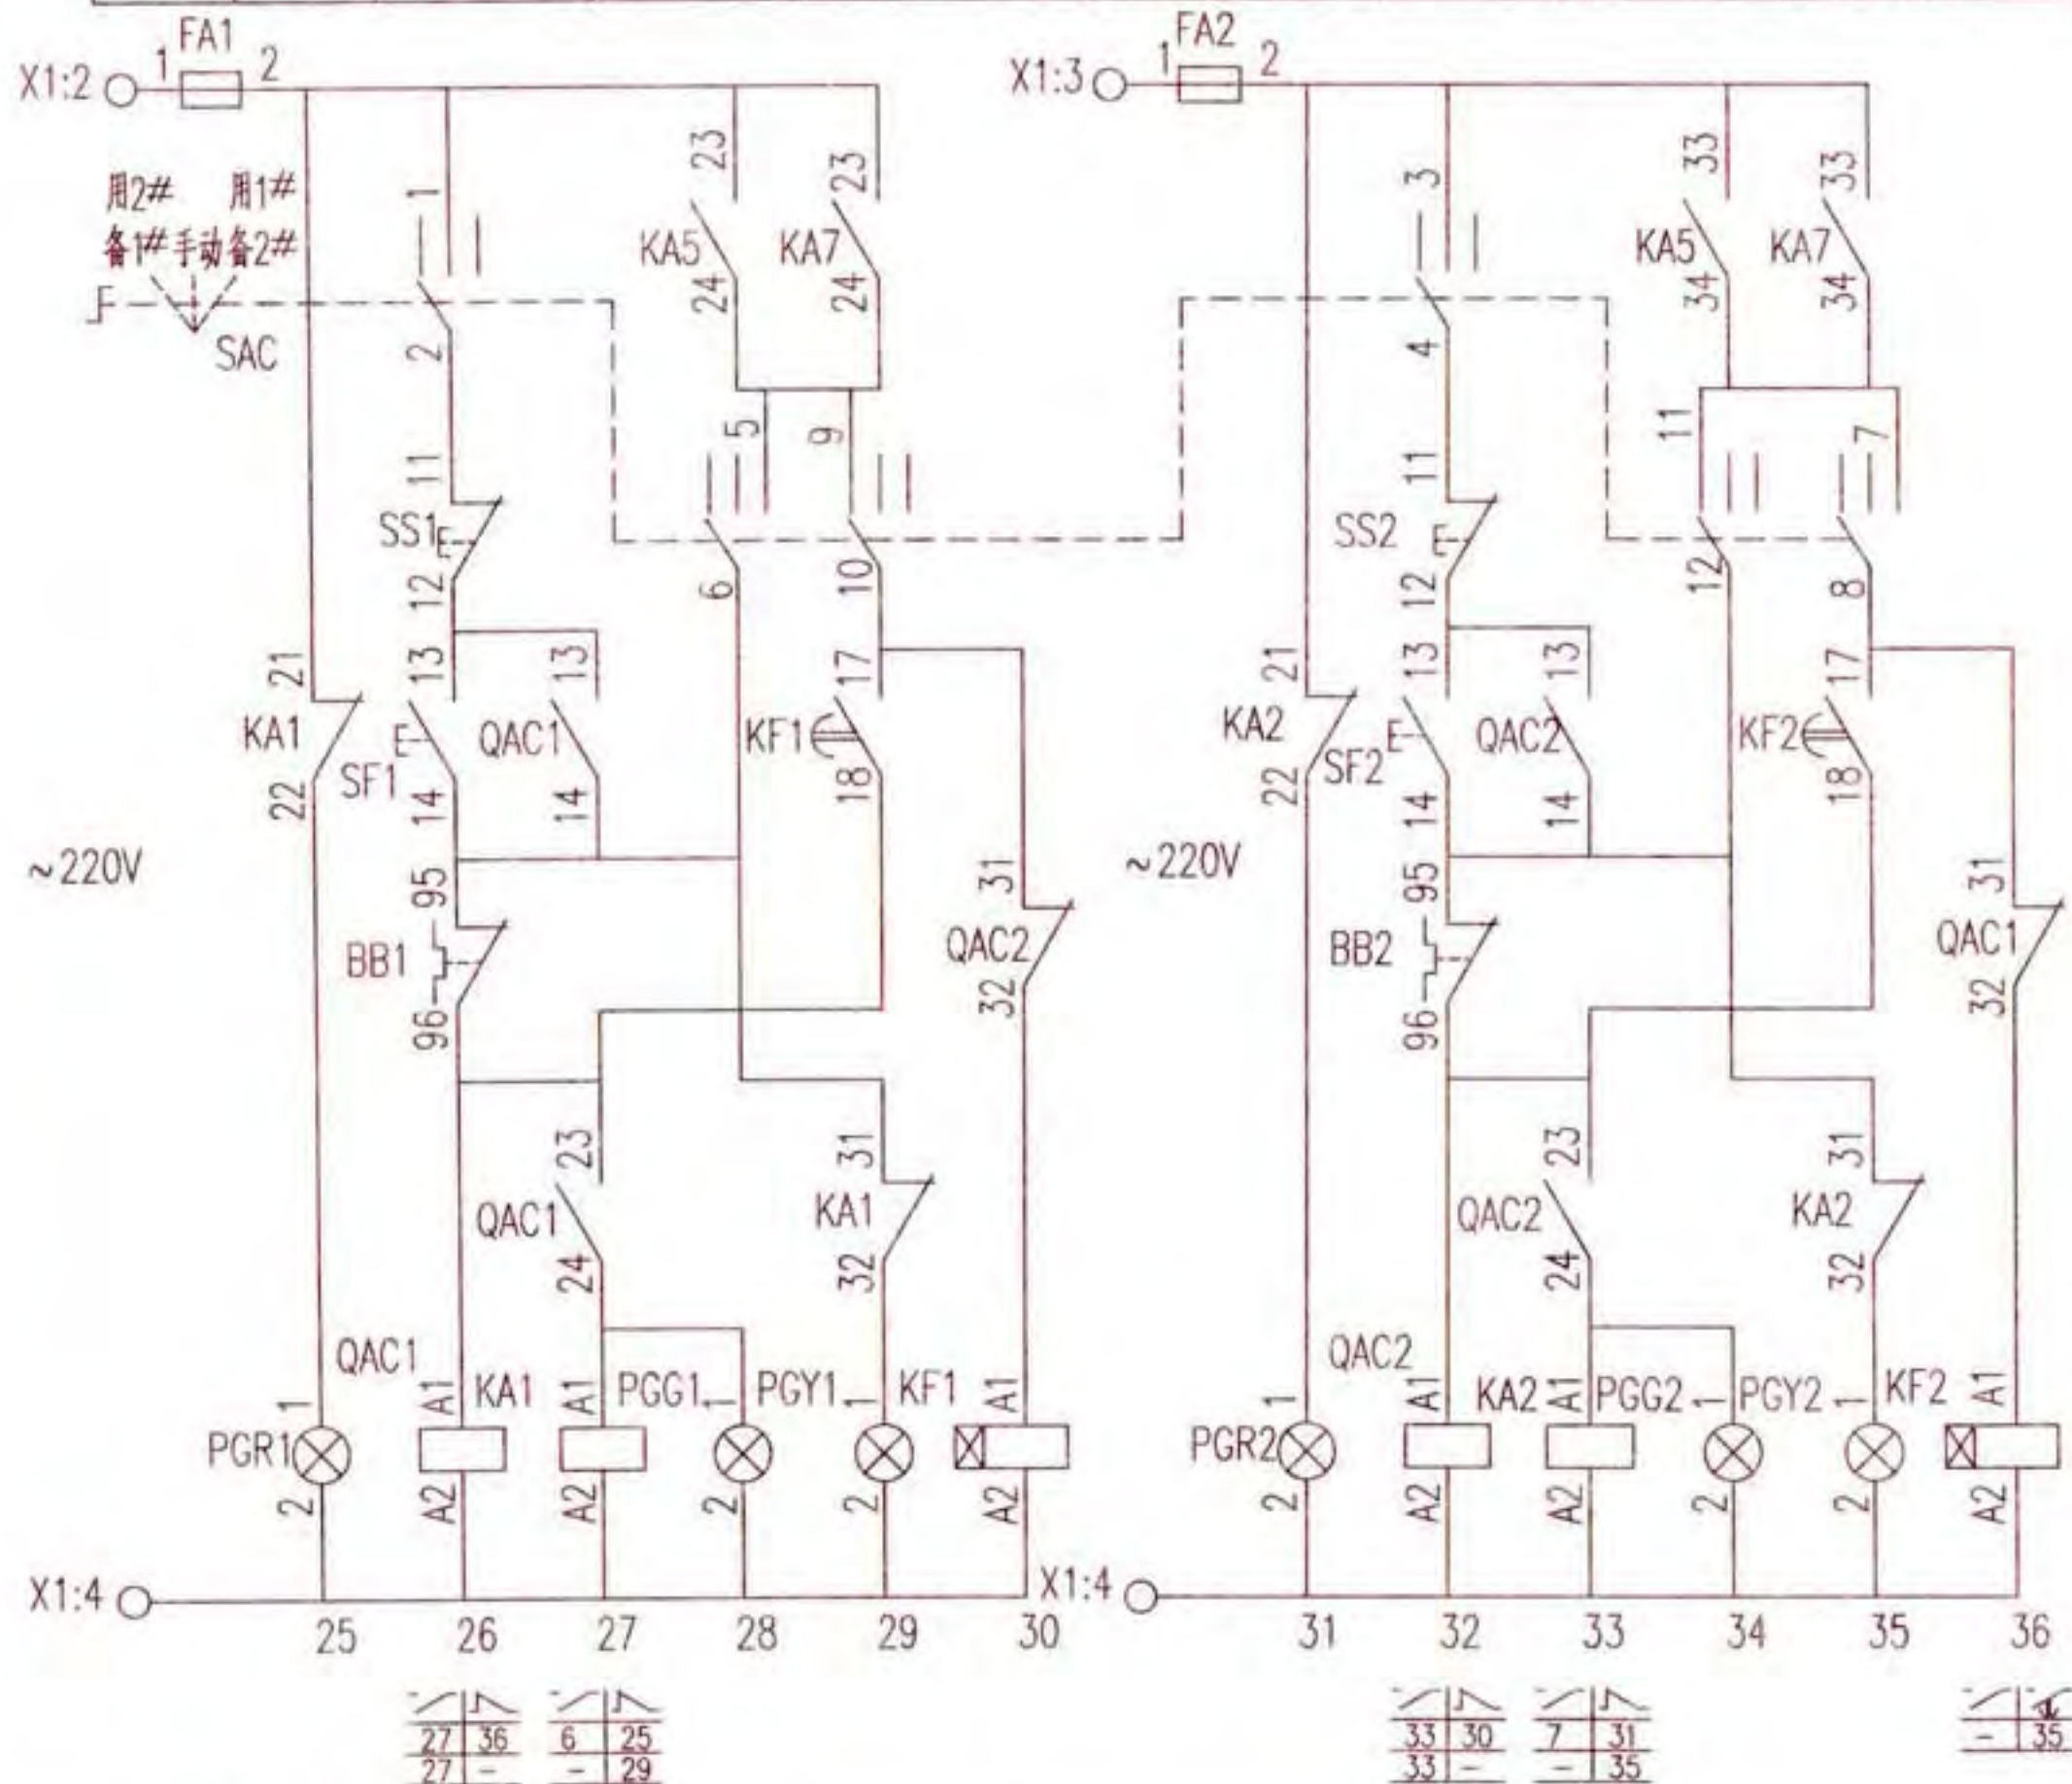 FA1
X1:2 1 2
FA2
X1:3 1 2
用2# 用1#
备1# 手动 备2#
SAC
1
2
KA5 23 24
KA7 23 24
5
6
9
10
3
4
KA5 33 34
KA7 33 34
11
12
7
8
11
SS1
12
13
SF1
14
13
QAC1
14
21
KA1
22
17
KF1
18
11
SS2
12
13
SF2
14
13
QAC2
14
21
KA2
22
17
KF2
18
~220V
~220V
95
BB1
96
31
QAC2
32
95
BB2
96
31
QAC1
32
23
QAC1
24
31
KA1
32
23
QAC2
24
31
KA2
32
PGR1 1 2
QAC1 A1 A2
KA1 A1 A2
PGG1 1 2
PGY1 1 2
KF1 A1 A2
PGR2 1 2
QAC2 A1 A2
KA2 A1 A2
PGG2 1 2
PGY2 1 2
KF2 A1 A2
X1:4
X1:4
25 26 27 28 29 30
31 32 33 34 35 36
27 36
27 -
6 25
- 29
33 30
33 -
7 31
- 35
- 35